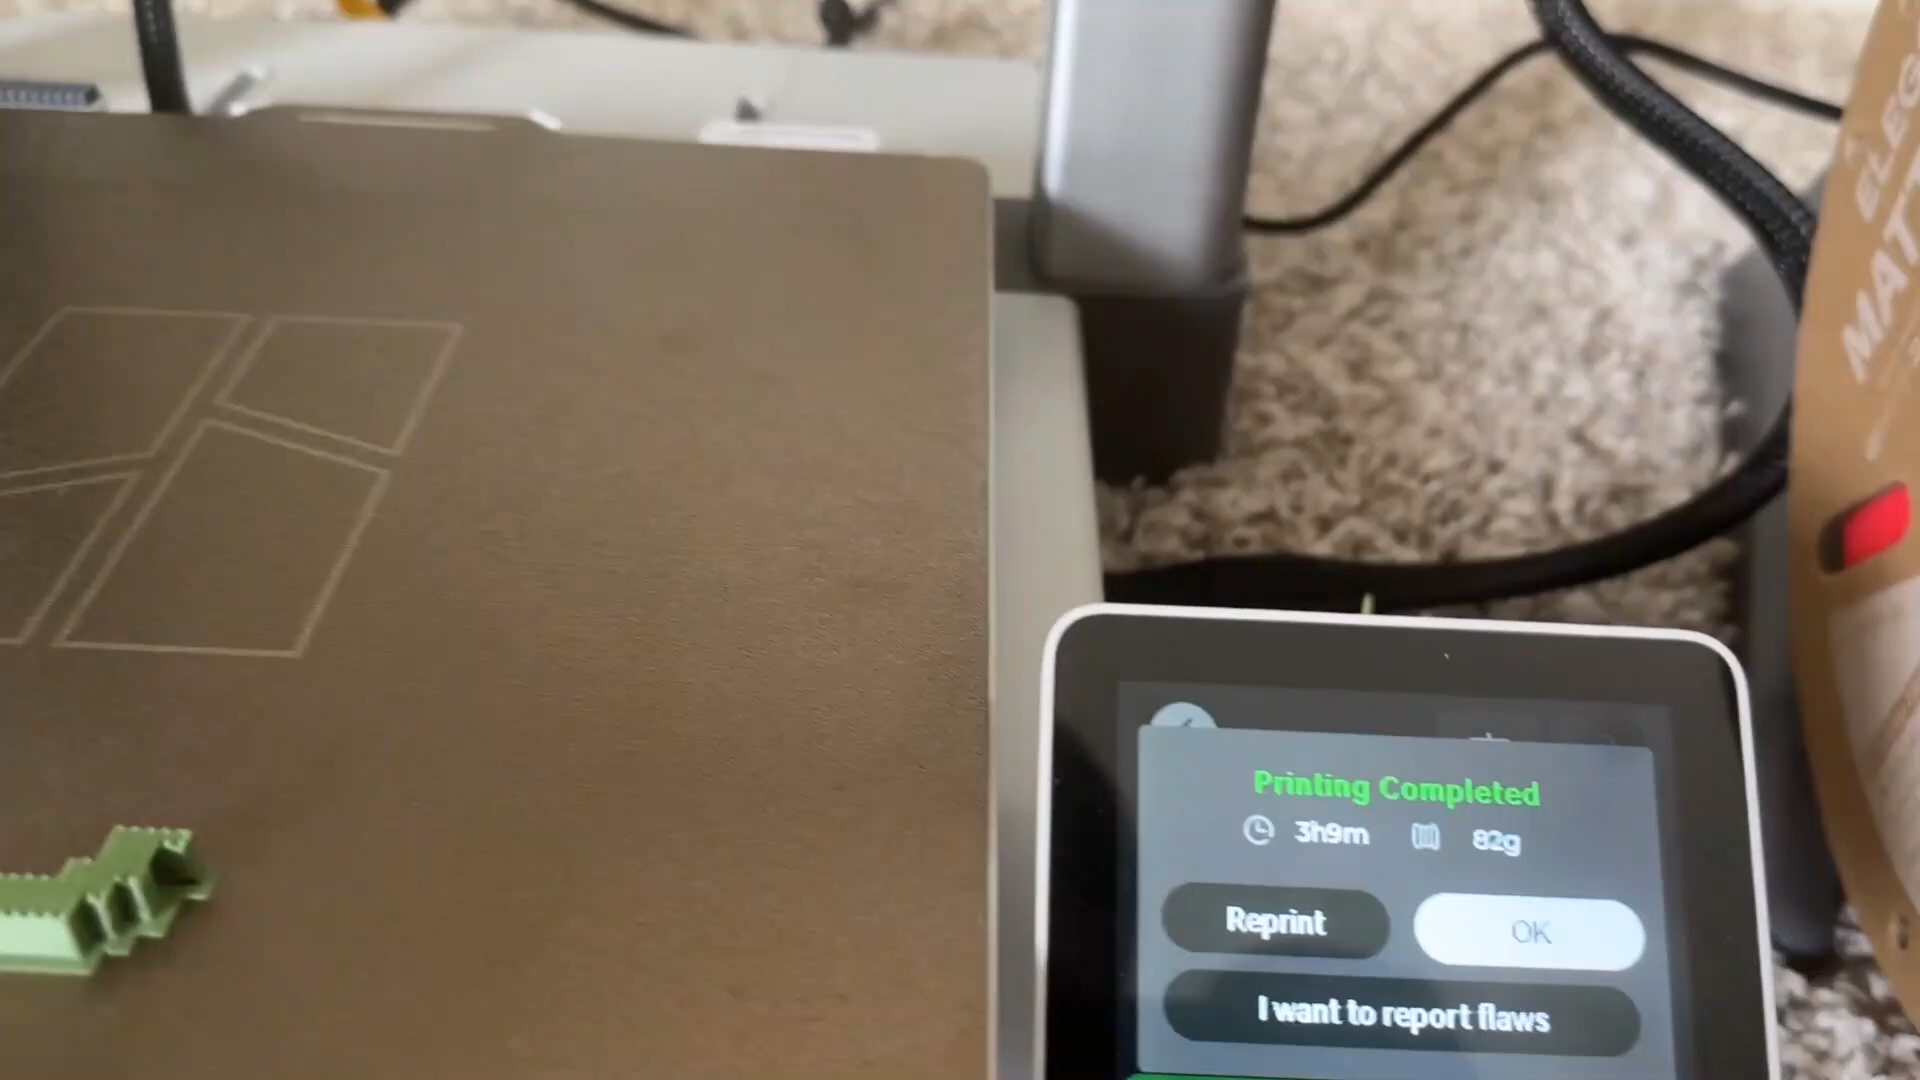 Printing Completed
3h9m 82g
Reprint
OK
I want to report flaws